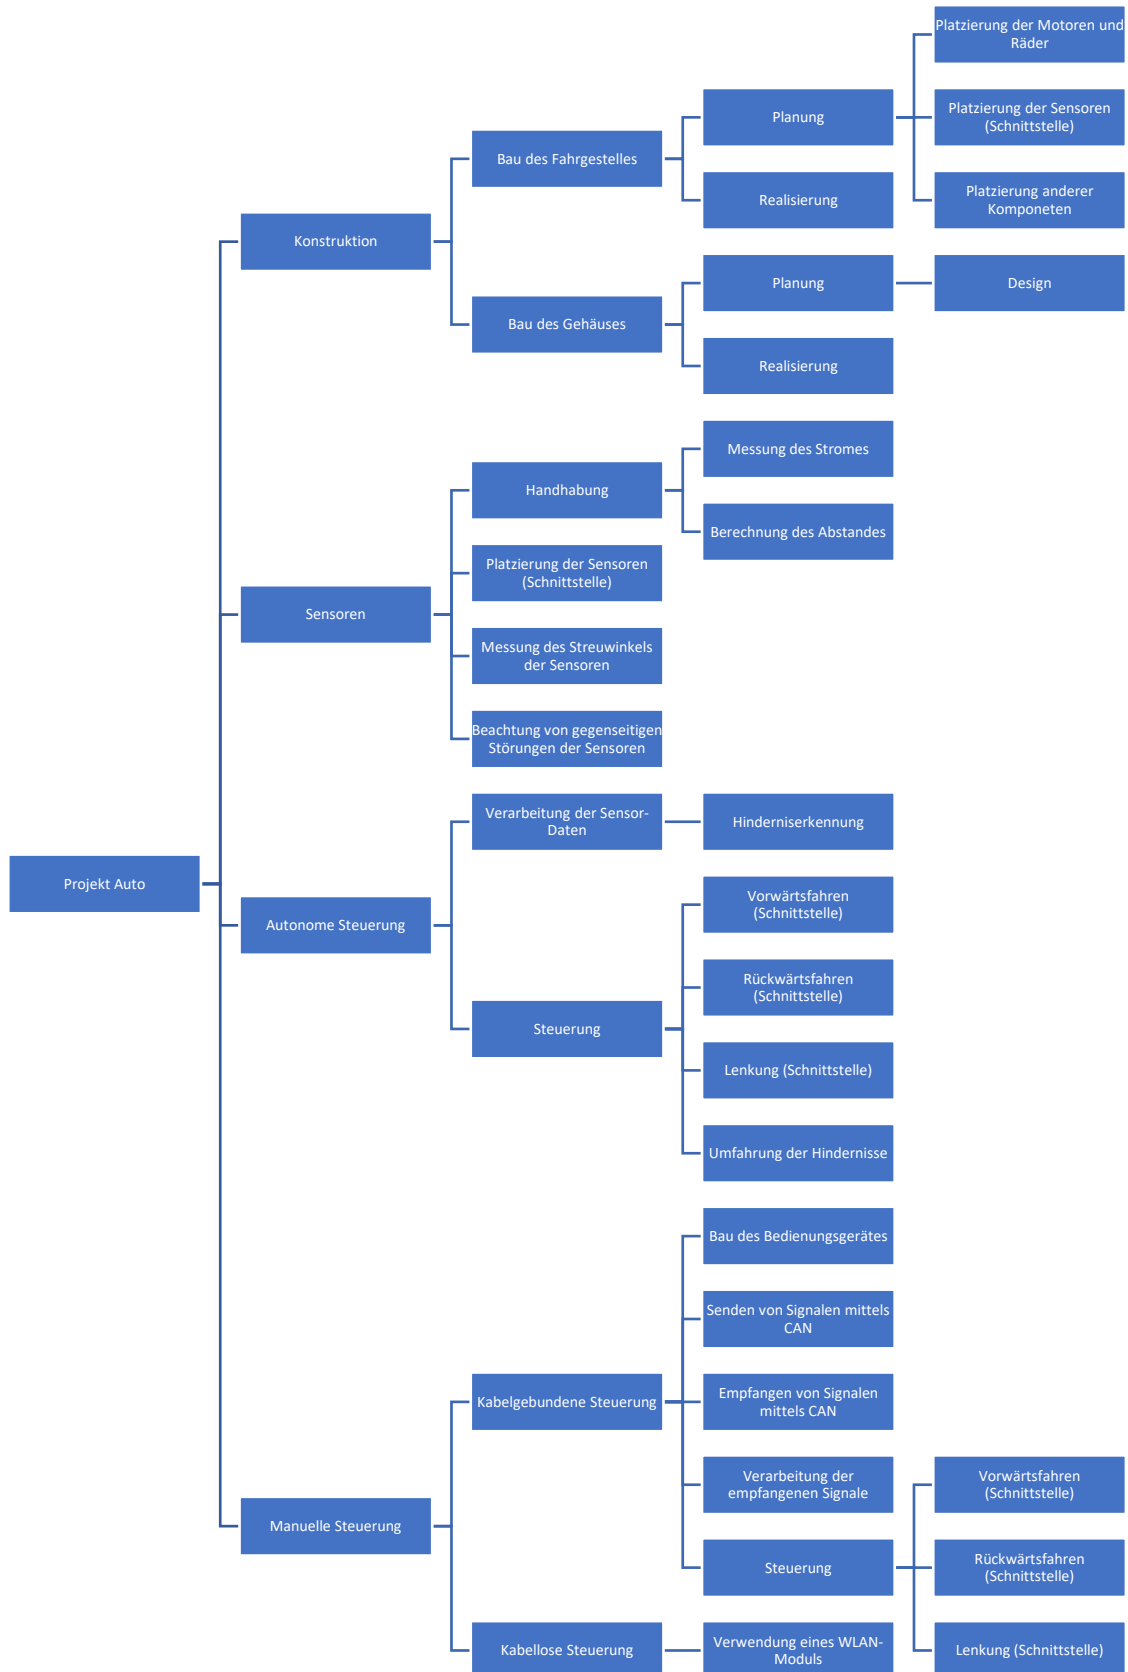 Platzierung der Motoren und
Räder
Planung
Platzierung der Sensoren
(Schnittstelle)
Bau des Fahrgestelles
Realisierung
Platzierung anderer
Komponeten
Konstruktion
Planung
Design
Bau des Gehäuses
Realisierung
Messung des Stromes
Handhabung
Berechnung des Abstandes
Platzierung der Sensoren
(Schnittstelle)
Sensoren
Messung des Streuwinkels
der Sensoren
Beachtung von gegenseitigen
Störungen der Sensoren
Verarbeitung der Sensor-
Daten
Hinderniserkennung
Projekt Auto
Autonome Steuerung
Vorwärtsfahren
(Schnittstelle)
Rückwärtsfahren
(Schnittstelle)
Steuerung
Lenkung (Schnittstelle)
Umfahrung der Hindernisse
Bau des Bedienungsgerätes
Senden von Signalen mittels
CAN
Kabelgebundene Steuerung
Empfangen von Signalen
mittels CAN
Verarbeitung der
empfangenen Signale
Vorwärtsfahren
(Schnittstelle)
Manuelle Steuerung
Steuerung
Rückwärtsfahren
(Schnittstelle)
Kabellose Steuerung
Verwendung eines WLAN-
Moduls
Lenkung (Schnittstelle)